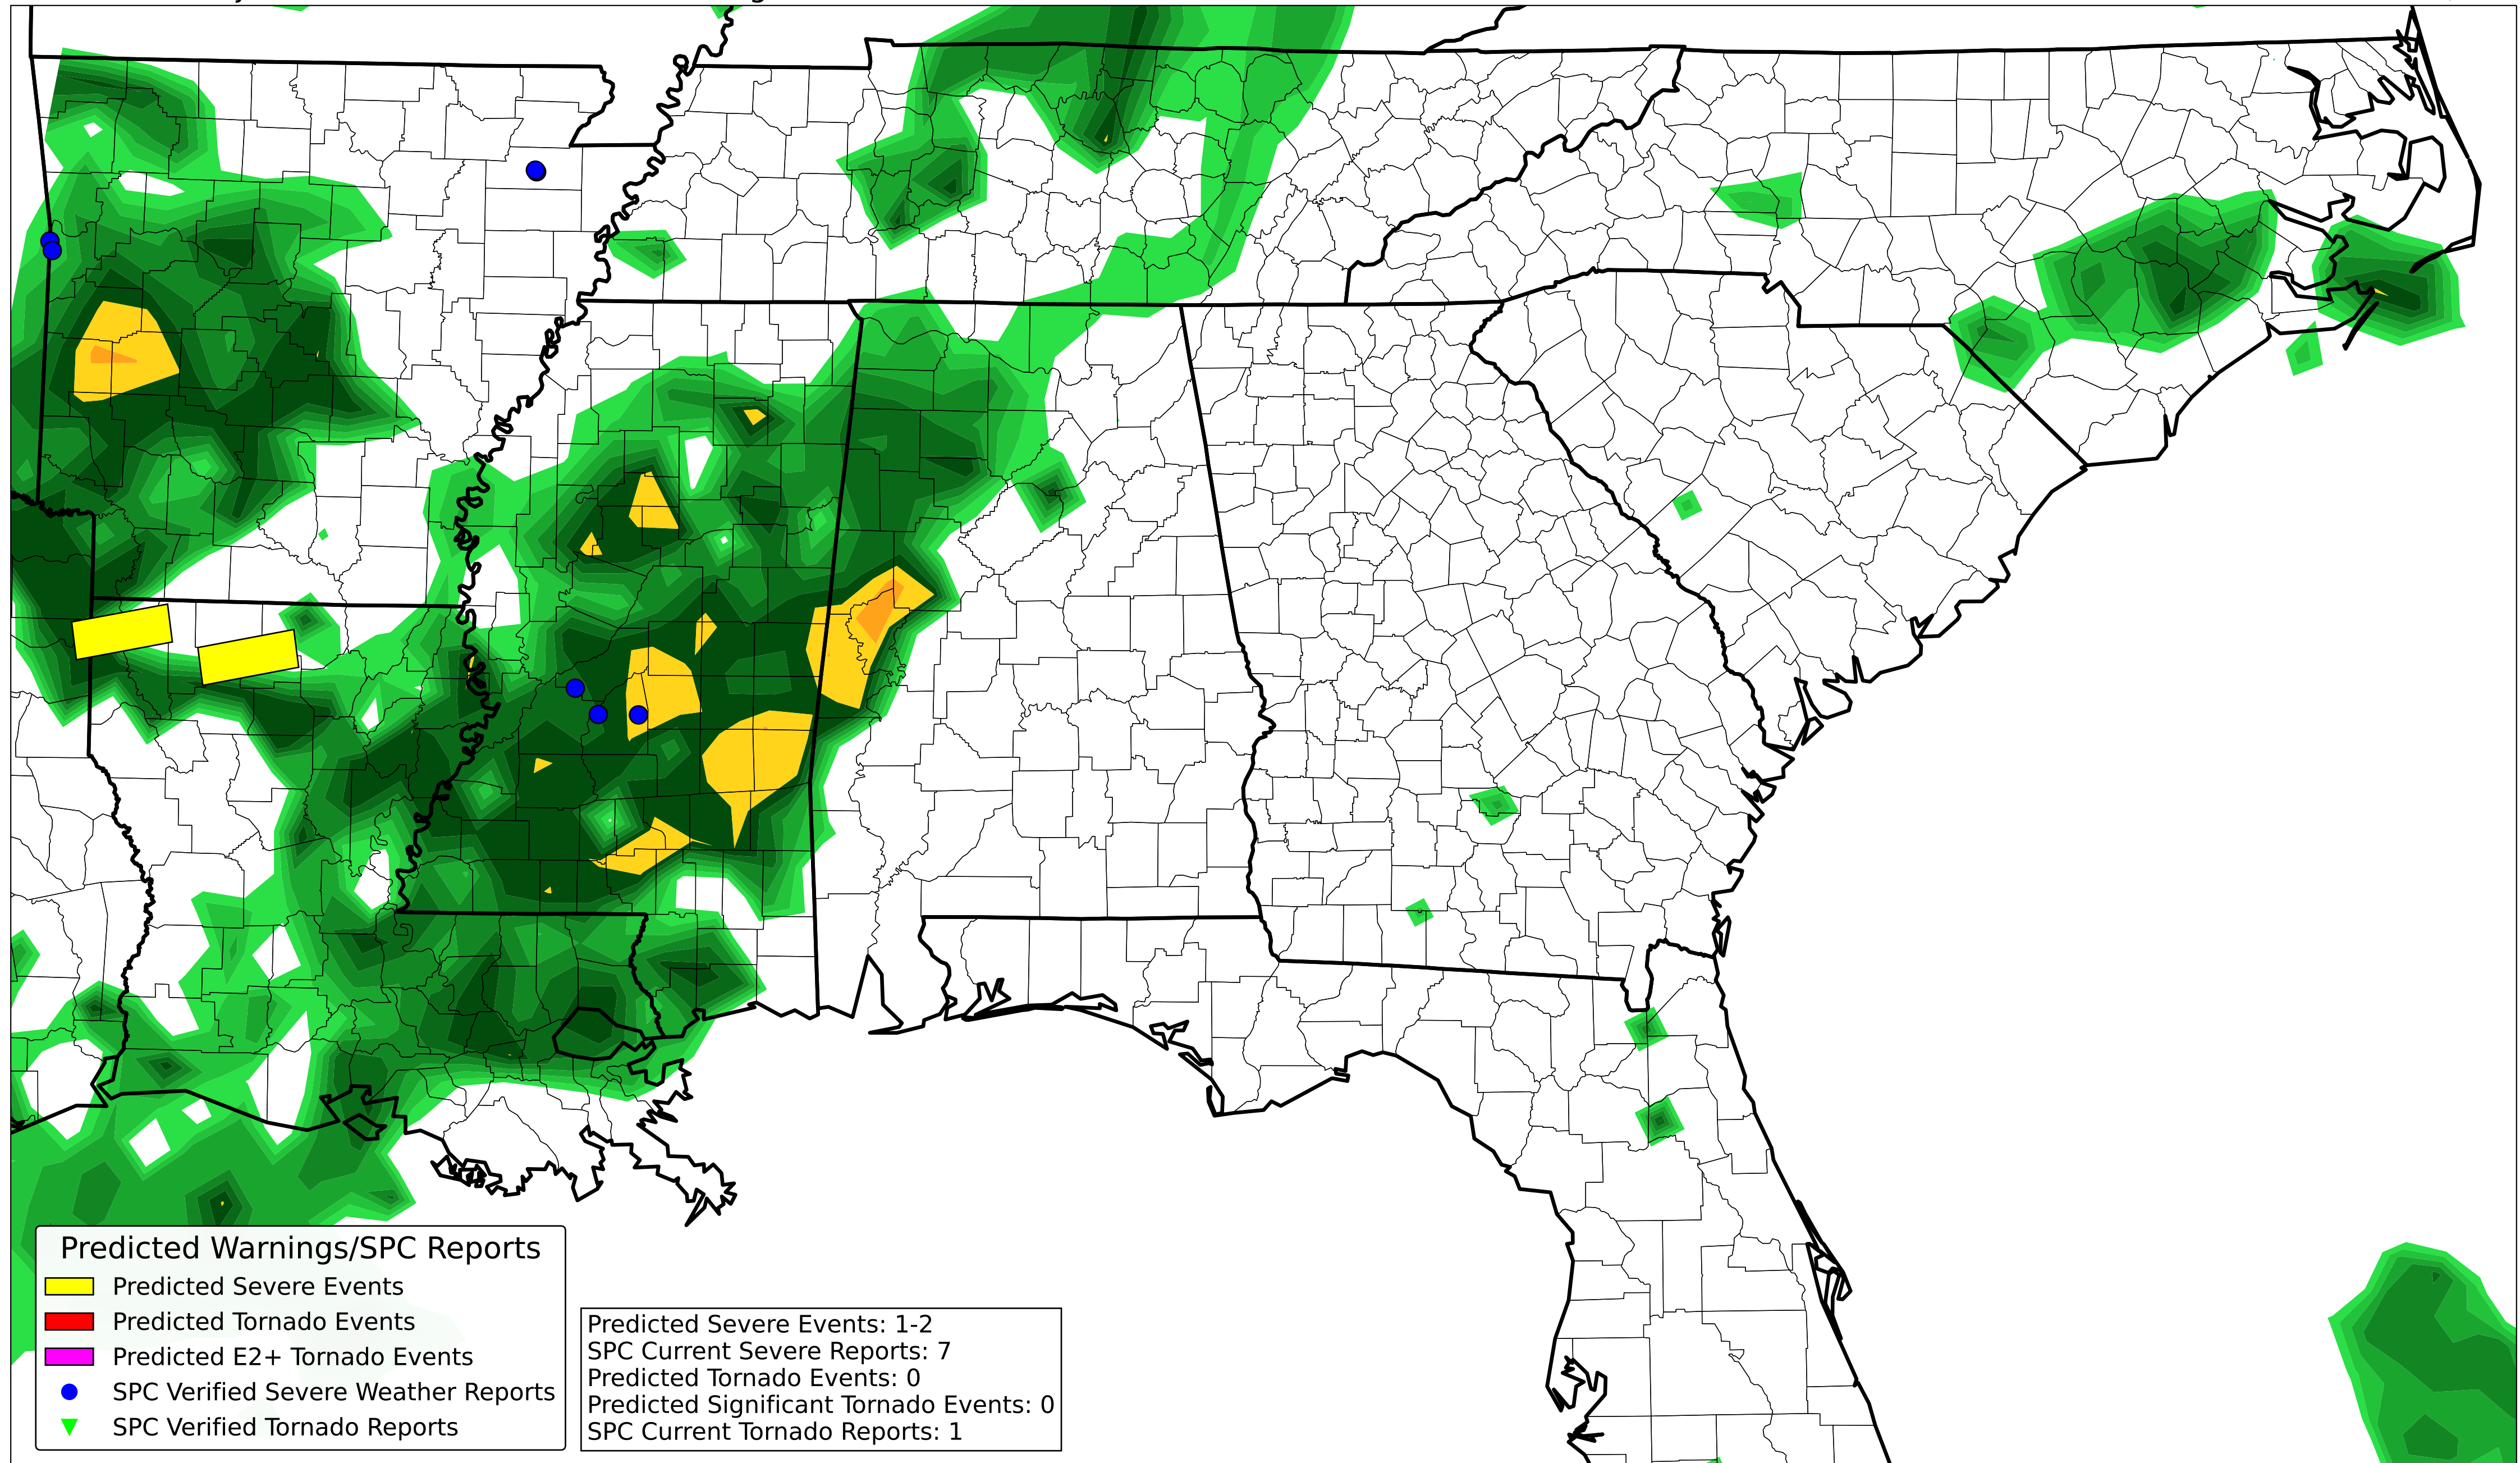 Predicted Warnings/SPC Reports
Predicted Severe Events
Predicted Tornado Events
Predicted E2+ Tornado Events
SPC Verified Severe Weather Reports
SPC Verified Tornado Reports
Predicted Severe Events: 1-2
SPC Current Severe Reports: 7
Predicted Tornado Events: 0
Predicted Significant Tornado Events: 0
SPC Current Tornado Reports: 1